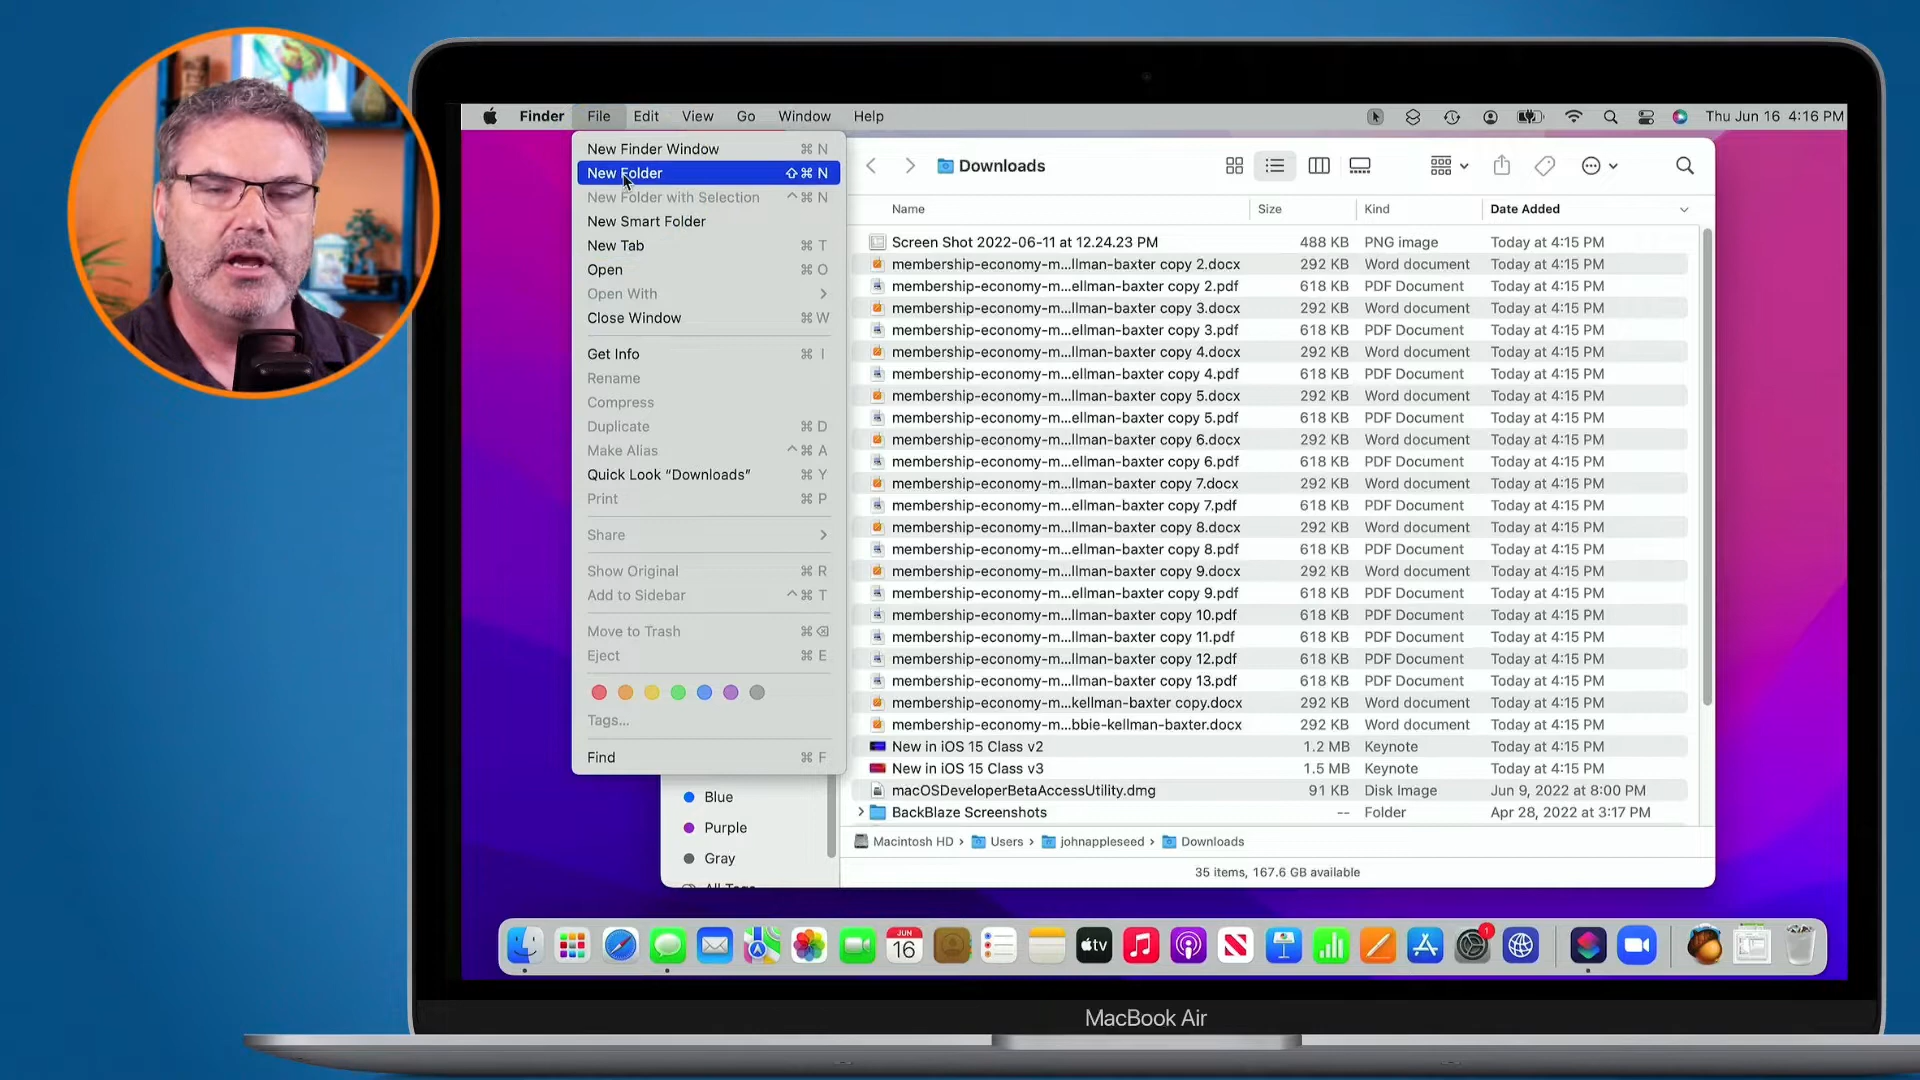 Finder File Edit View Go Window Help
Thu Jun 16 4:16 PM
New Finder Window ⌘ N
New Folder ⇧ ⌘ N
New Folder with Selection ^ ⌘ N
New Smart Folder
New Tab ⌘ T
Open ⌘ O
Open With
Close Window ⌘ W
Get Info ⌘ I
Rename
Compress
Duplicate ⌘ D
Make Alias ^ ⌘ A
Quick Look “Downloads” ⌘ Y
Print ⌘ P
Share
Show Original ⌘ R
Add to Sidebar ^ ⌘ T
Move to Trash ⌘ ⌫
Eject ⌘ E
Tags...
Find ⌘ F
Blue
Purple
Gray
All Tags...
Downloads
Name Size Kind Date Added
Screen Shot 2022-06-11 at 12.24.23 PM 488 KB PNG image Today at 4:15 PM
membership-economy-m...llman-baxter copy 2.docx 292 KB Word document Today at 4:15 PM
membership-economy-m...ellman-baxter copy 2.pdf 618 KB PDF Document Today at 4:15 PM
membership-economy-m...llman-baxter copy 3.docx 292 KB Word document Today at 4:15 PM
membership-economy-m...ellman-baxter copy 3.pdf 618 KB PDF Document Today at 4:15 PM
membership-economy-m...llman-baxter copy 4.docx 292 KB Word document Today at 4:15 PM
membership-economy-m...ellman-baxter copy 4.pdf 618 KB PDF Document Today at 4:15 PM
membership-economy-m...llman-baxter copy 5.docx 292 KB Word document Today at 4:15 PM
membership-economy-m...ellman-baxter copy 5.pdf 618 KB PDF Document Today at 4:15 PM
membership-economy-m...llman-baxter copy 6.docx 292 KB Word document Today at 4:15 PM
membership-economy-m...ellman-baxter copy 6.pdf 618 KB PDF Document Today at 4:15 PM
membership-economy-m...llman-baxter copy 7.docx 292 KB Word document Today at 4:15 PM
membership-economy-m...ellman-baxter copy 7.pdf 618 KB PDF Document Today at 4:15 PM
membership-economy-m...llman-baxter copy 8.docx 292 KB Word document Today at 4:15 PM
membership-economy-m...ellman-baxter copy 8.pdf 618 KB PDF Document Today at 4:15 PM
membership-economy-m...llman-baxter copy 9.docx 292 KB Word document Today at 4:15 PM
membership-economy-m...ellman-baxter copy 9.pdf 618 KB PDF Document Today at 4:15 PM
membership-economy-m...llman-baxter copy 10.pdf 618 KB PDF Document Today at 4:15 PM
membership-economy-m...llman-baxter copy 11.pdf 618 KB PDF Document Today at 4:15 PM
membership-economy-m...llman-baxter copy 12.pdf 618 KB PDF Document Today at 4:15 PM
membership-economy-m...llman-baxter copy 13.pdf 618 KB PDF Document Today at 4:15 PM
membership-economy-m...kellman-baxter copy.docx 292 KB Word document Today at 4:15 PM
membership-economy-m...bbie-kellman-baxter.docx 292 KB Word document Today at 4:15 PM
New in iOS 15 Class v2 1.2 MB Keynote Today at 4:15 PM
New in iOS 15 Class v3 1.5 MB Keynote Today at 4:15 PM
macOSDeveloperBetaAccessUtility.dmg 91 KB Disk Image Jun 9, 2022 at 8:00 PM
BackBlaze Screenshots -- Folder Apr 28, 2022 at 3:17 PM
Macintosh HD › Users › johnappleseed › Downloads
35 items, 167.6 GB available
JUN
16
tv
1
MacBook Air